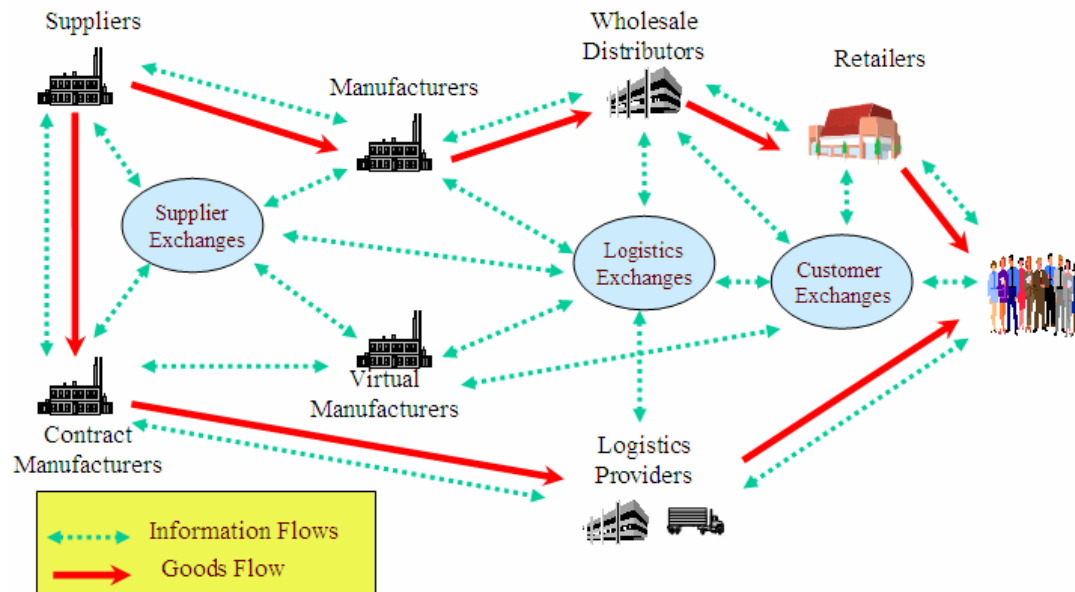 Suppliers
Manufacturers
Wholesale
Distributors
Retailers
Supplier
Exchanges
Logistics
Exchanges
Customer
Exchanges
Virtual
Manufacturers
Contract
Manufacturers
Logistics
Providers
Information Flows
Goods Flow